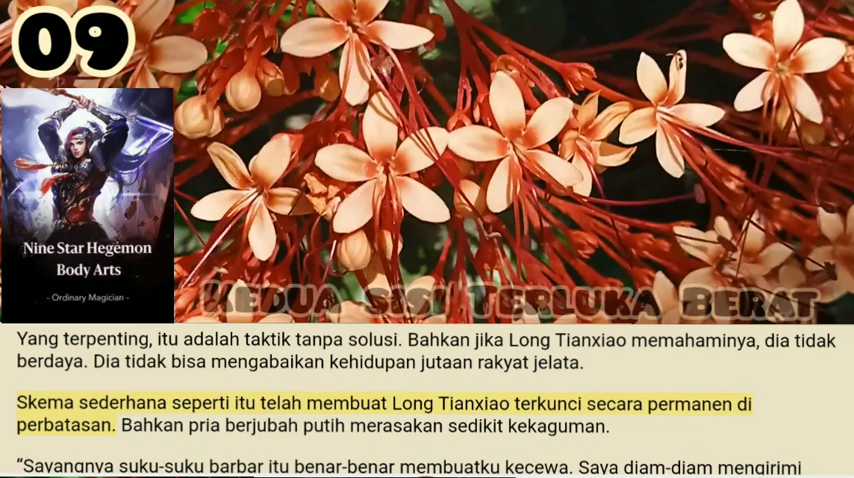 09
Nine Star Hegemon
Body Arts
- Ordinary Magician -
KEDUA SISI TERLUKA BERAT
Yang terpenting, itu adalah taktik tanpa solusi. Bahkan jika Long Tianxiao memahaminya, dia tidak
berdaya. Dia tidak bisa mengabaikan kehidupan jutaan rakyat jelata.
Skema sederhana seperti itu telah membuat Long Tianxiao terkunci secara permanen di
perbatasan. Bahkan pria berjubah putih merasakan sedikit kekaguman.
“Sayangnya suku-suku barbar itu benar-benar membuatku kecewa. Saya diam-diam mengirimi